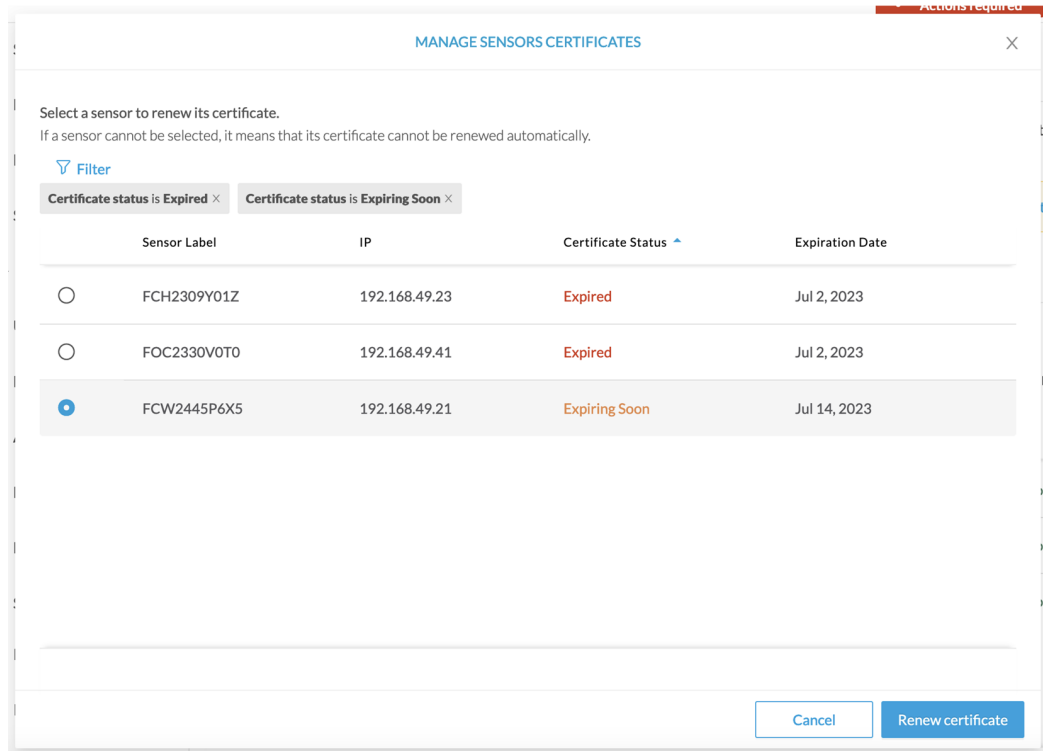 Actions required
MANAGE SENSORS CERTIFICATES
Select a sensor to renew its certificate.
If a sensor cannot be selected, it means that its certificate cannot be renewed automatically.
Filter
Certificate status is Expired × Certificate status is Expiring Soon ×
Sensor Label IP Certificate Status Expiration Date
FCH2309Y01Z 192.168.49.23 Expired Jul 2, 2023
FOC2330V0T0 192.168.49.41 Expired Jul 2, 2023
FCW2445P6X5 192.168.49.21 Expiring Soon Jul 14, 2023
Cancel Renew certificate